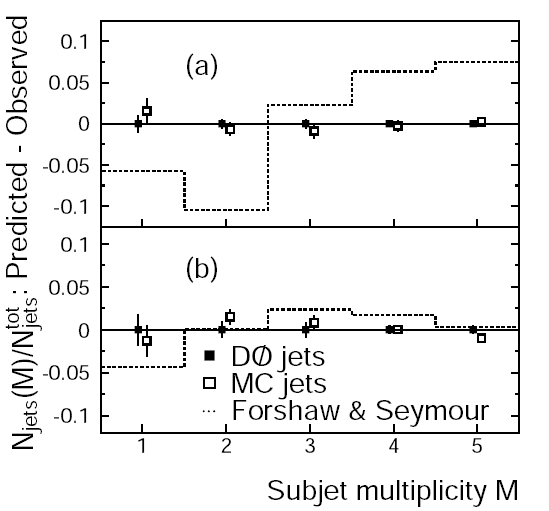 N_jets(M)/N_jets^tot : Predicted - Observed
0.1
0.05
0
-0.05
-0.1
(a)
0.1
0.05
0
-0.05
-0.1
(b)
DØ jets
MC jets
Forshaw & Seymour
1 2 3 4 5
Subjet multiplicity M